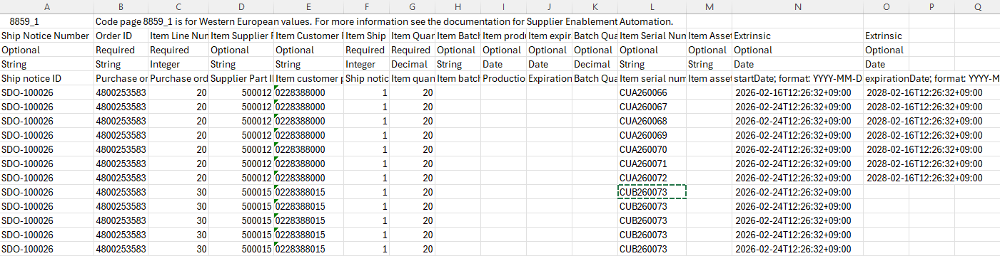 A B C D E F G H I J K L M N O P Q
8859_1 Code page 8859_1 is for Western European values. For more information see the documentation for Supplier Enablement Automation.
Ship Notice Number Order ID Item Line Num Item Supplier P Item Customer P Item Ship Item Quan Item Batch Item produ Item expir Batch Qua Item Serial Num Item Asset Extrinsic Extrinsic
Optional Required Required Optional Optional Required Required Optional Optional Optional Optional Optional Optional Optional Optional
String String Integer String String Integer Decimal String Date Date Decimal String String Date Date
Ship notice ID Purchase or Purchase ord Supplier Part I Item customer p Ship notic Item quan Item batch Productio Expiration Batch Qua Item serial num Item asset startDate; format: YYYY-MM-D expirationDate; format: YYYY-M
SDO-100026 4800253583 20 500012 0228388000 1 20 CUA260066 2026-02-16T12:26:32+09:00 2028-02-16T12:26:32+09:00
SDO-100026 4800253583 20 500012 0228388000 1 20 CUA260067 2026-02-24T12:26:32+09:00 2028-02-16T12:26:32+09:00
SDO-100026 4800253583 20 500012 0228388000 1 20 CUA260068 2026-02-24T12:26:32+09:00 2028-02-16T12:26:32+09:00
SDO-100026 4800253583 20 500012 0228388000 1 20 CUA260069 2026-02-24T12:26:32+09:00 2028-02-16T12:26:32+09:00
SDO-100026 4800253583 20 500012 0228388000 1 20 CUA260070 2026-02-24T12:26:32+09:00 2028-02-16T12:26:32+09:00
SDO-100026 4800253583 20 500012 0228388000 1 20 CUA260071 2026-02-24T12:26:32+09:00 2028-02-16T12:26:32+09:00
SDO-100026 4800253583 20 500012 0228388000 1 20 CUA260072 2026-02-24T12:26:32+09:00 2028-02-16T12:26:32+09:00
SDO-100026 4800253583 30 500015 0228388015 1 20 CUB260073 2026-02-24T12:26:32+09:00
SDO-100026 4800253583 30 500015 0228388015 1 20 CUB260073 2026-02-24T12:26:32+09:00
SDO-100026 4800253583 30 500015 0228388015 1 20 CUB260073 2026-02-24T12:26:32+09:00
SDO-100026 4800253583 30 500015 0228388015 1 20 CUB260073 2026-02-24T12:26:32+09:00
SDO-100026 4800253583 30 500015 0228388015 1 20 CUB260073 2026-02-24T12:26:32+09:00